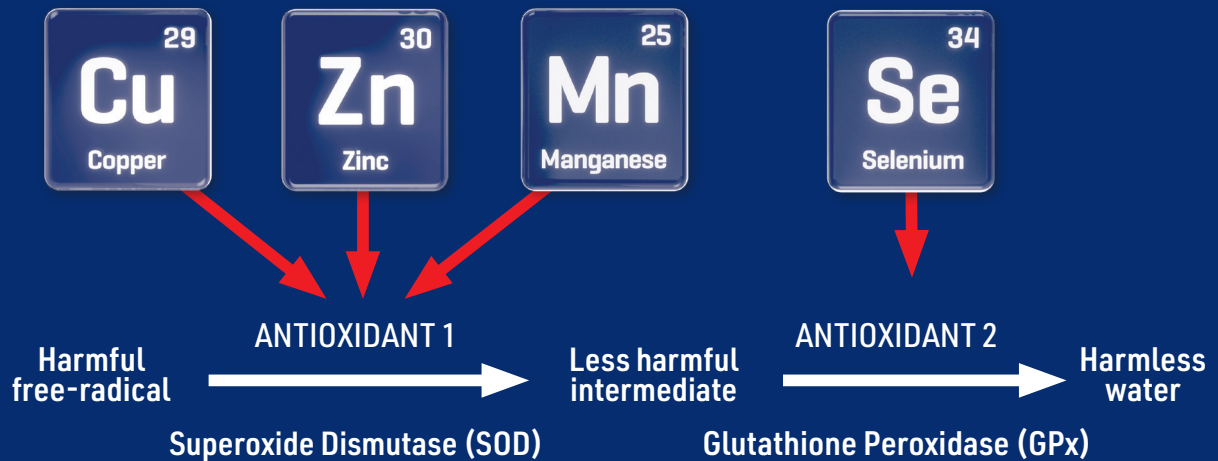 29
Cu
Copper
30
Zn
Zinc
25
Mn
Manganese
34
Se
Selenium
Harmful
free-radical
ANTIOXIDANT 1
Superoxide Dismutase (SOD)
Less harmful
intermediate
ANTIOXIDANT 2
Glutathione Peroxidase (GPx)
Harmless
water